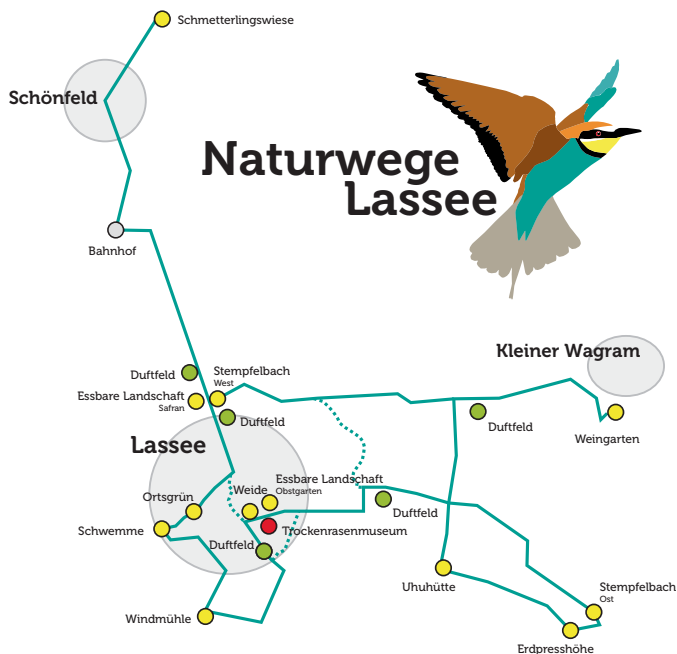 Schmetterlingswiese
Schönfeld
Naturwege
Lassee
Bahnhof
Kleiner Wagram
Duftfeld
Stempfelbach
West
Essbare Landschaft
Safran
Duftfeld
Duftfeld
Weingarten
Lassee
Essbare Landschaft
Obstgarten
Weide
Ortsgrün
Duftfeld
Schwemme
Trockenrasenmuseum
Duftfeld
Uhuhütte
Stempfelbach
Ost
Windmühle
Erdpresshöhe